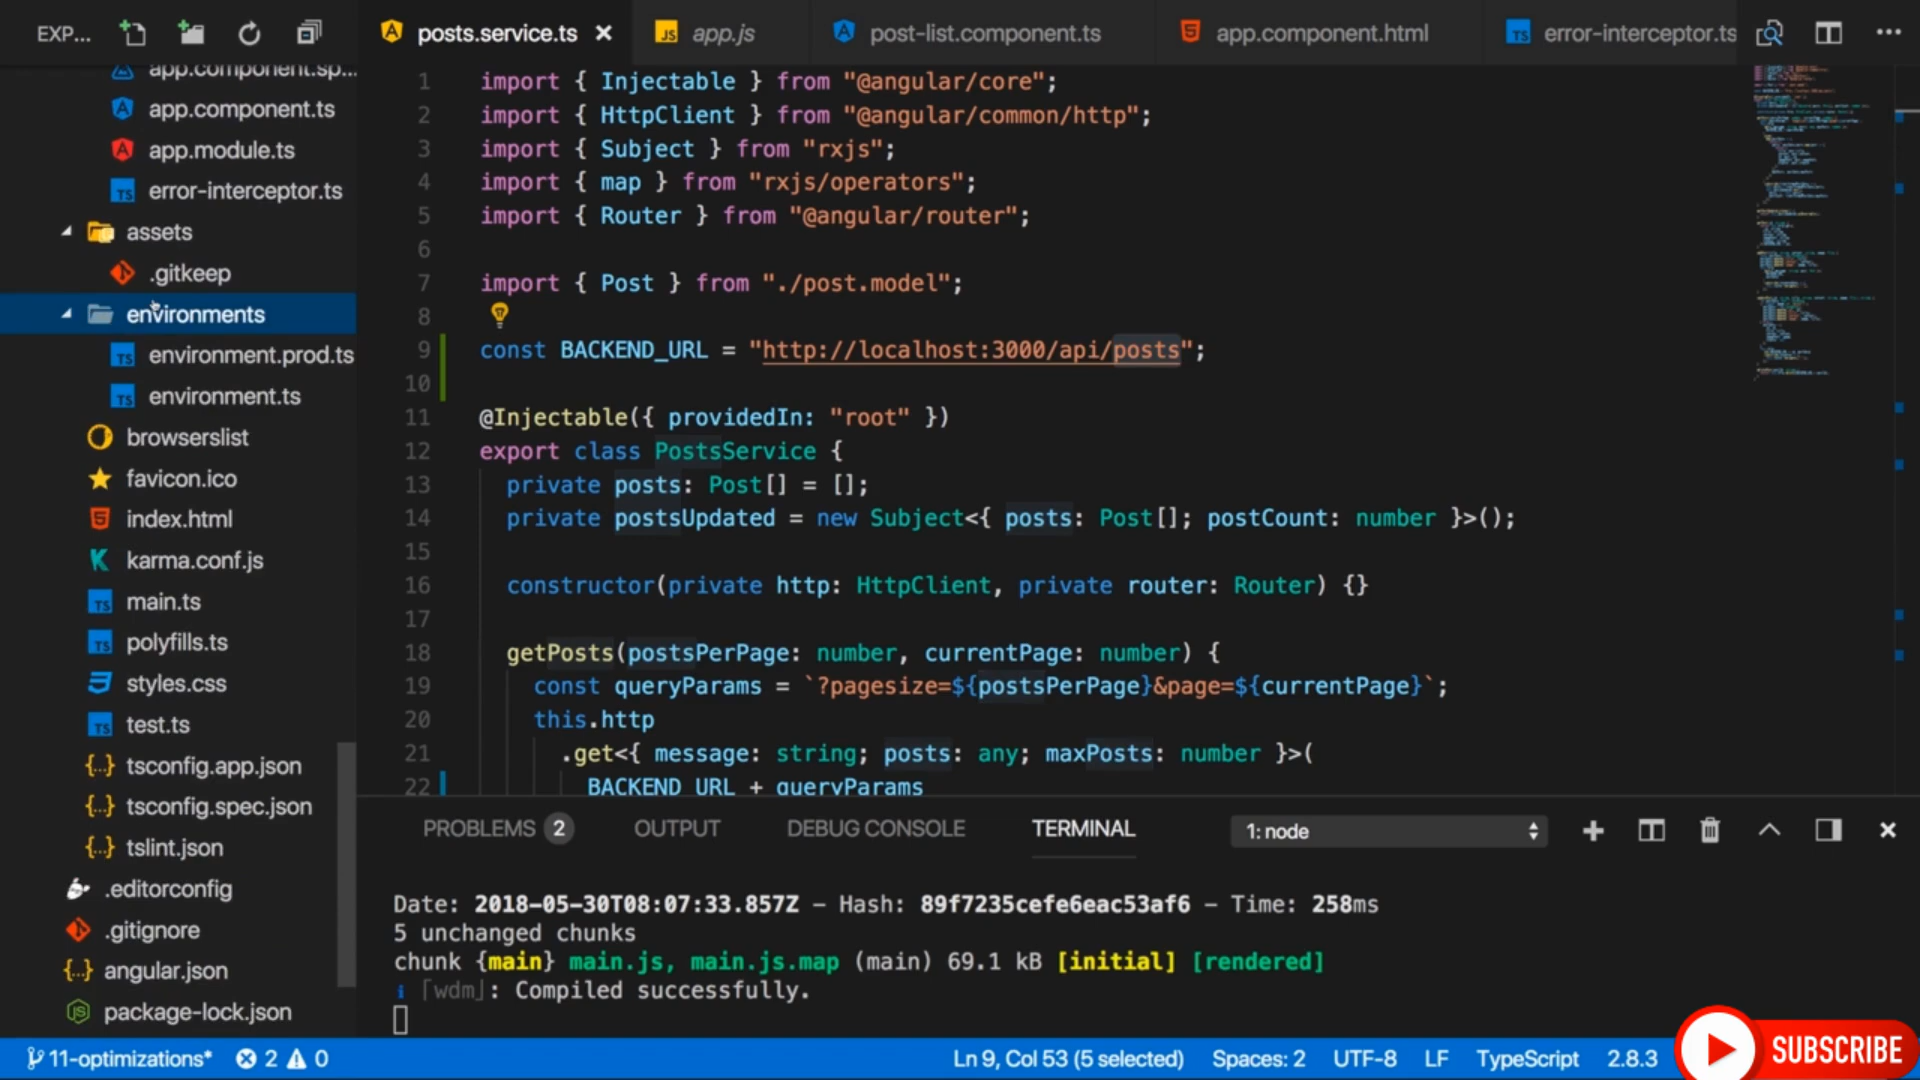 EXP...
posts.service.ts
app.js
post-list.component.ts
app.component.html
error-interceptor.ts
app.component.sp...
app.component.ts
app.module.ts
error-interceptor.ts
assets
.gitkeep
environments
environment.prod.ts
environment.ts
browserslist
favicon.ico
index.html
karma.conf.js
main.ts
polyfills.ts
styles.css
test.ts
tsconfig.app.json
tsconfig.spec.json
tslint.json
.editorconfig
.gitignore
angular.json
package-lock.json
1 import { Injectable } from "@angular/core";
2 import { HttpClient } from "@angular/common/http";
3 import { Subject } from "rxjs";
4 import { map } from "rxjs/operators";
5 import { Router } from "@angular/router";
6
7 import { Post } from "./post.model";
8
9 const BACKEND_URL = "http://localhost:3000/api/posts";
10
11 @Injectable({ providedIn: "root" })
12 export class PostsService {
13 private posts: Post[] = [];
14 private postsUpdated = new Subject<{ posts: Post[]; postCount: number }>();
15
16 constructor(private http: HttpClient, private router: Router) {}
17
18 getPosts(postsPerPage: number, currentPage: number) {
19 const queryParams = `?pagesize=${postsPerPage}&page=${currentPage}`;
20 this.http
21 .get<{ message: string; posts: any; maxPosts: number }>(
22 BACKEND_URL + queryParams
PROBLEMS 2 OUTPUT DEBUG CONSOLE TERMINAL 1: node
Date: 2018-05-30T08:07:33.857Z – Hash: 89f7235cefe6eac53af6 – Time: 258ms
5 unchanged chunks
chunk {main} main.js, main.js.map (main) 69.1 kB [initial] [rendered]
i ｢wdm｣: Compiled successfully.
11-optimizations* 2 0 Ln 9, Col 53 (5 selected) Spaces: 2 UTF-8 LF TypeScript 2.8.3
SUBSCRIBE